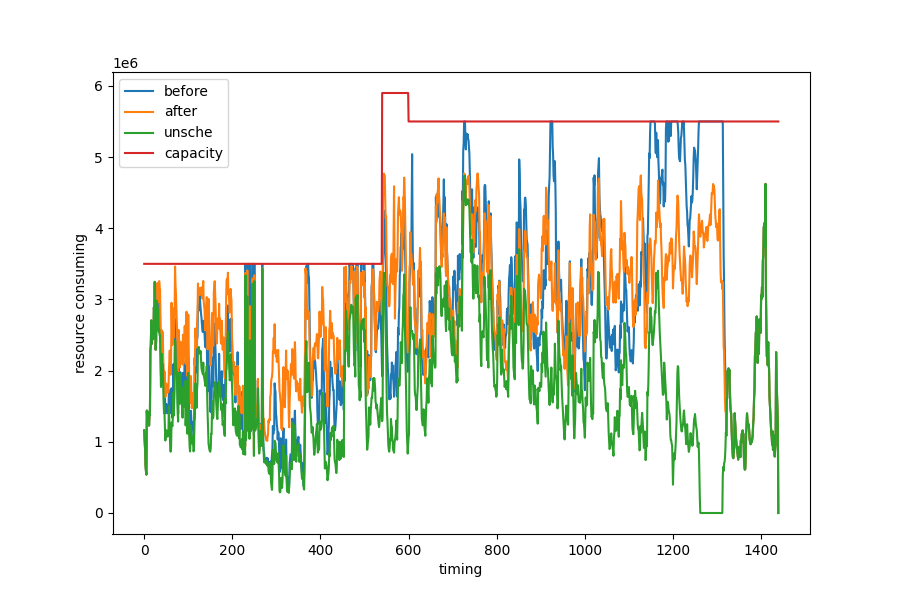 1e6
before
after
unsche
capacity
6
5
4
3
2
1
0
resource consuming
0 200 400 600 800 1000 1200 1400
timing